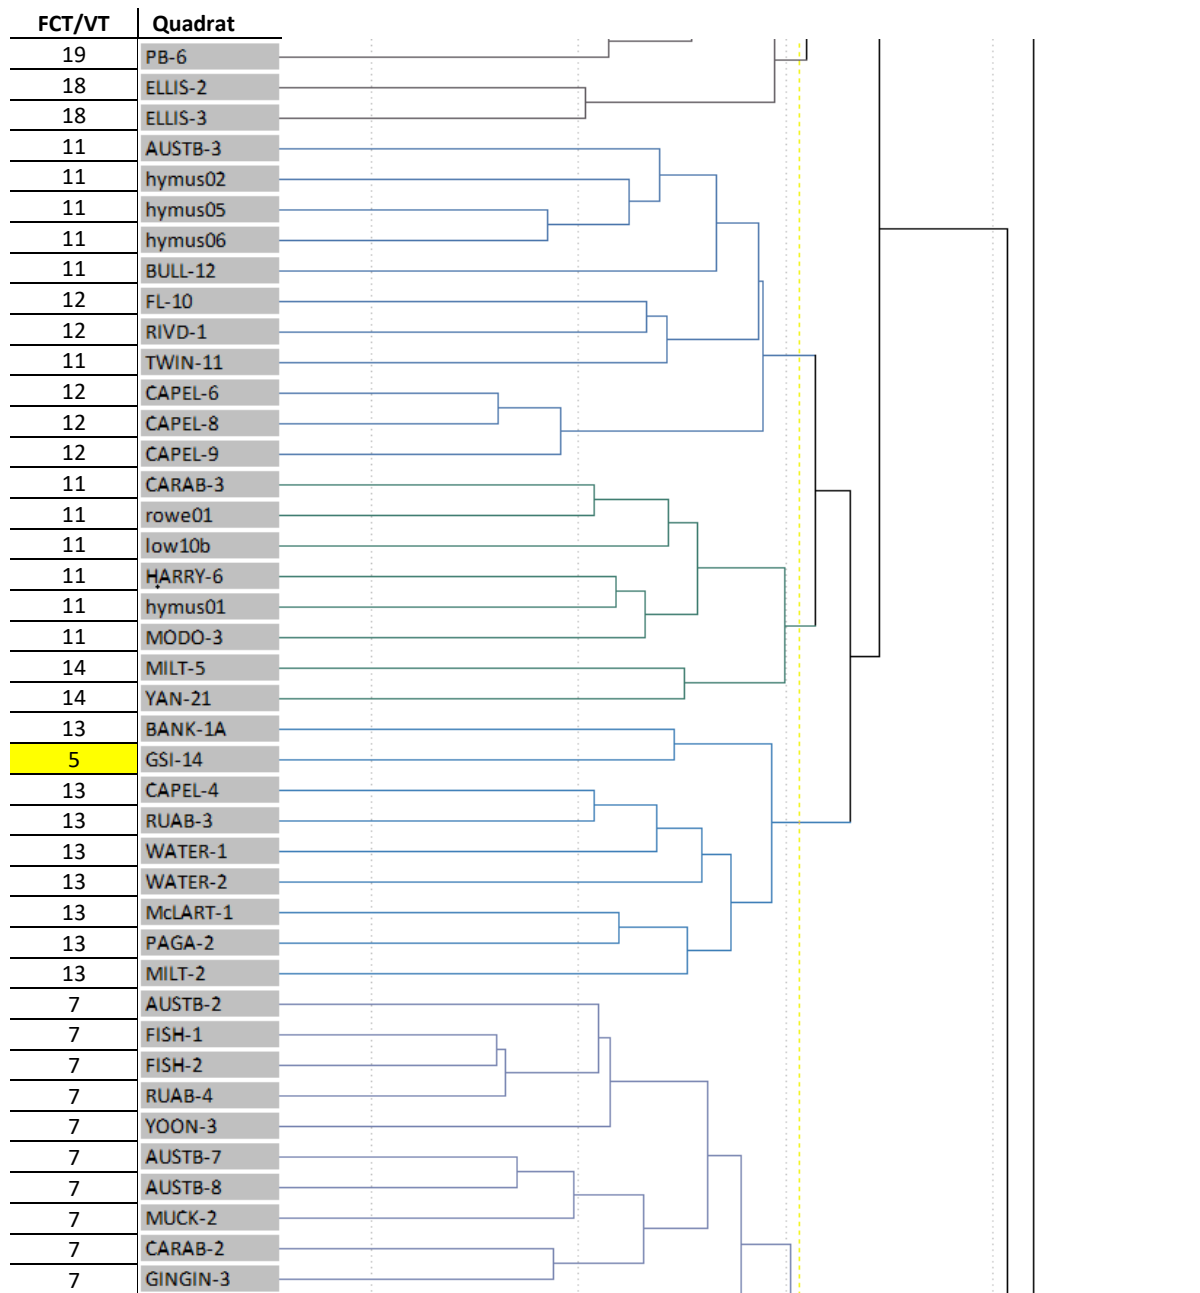 FCT/VT Quadrat
19 PB-6
18 ELLIS-2
18 ELLIS-3
11 AUSTB-3
11 hymus02
11 hymus05
11 hymus06
11 BULL-12
12 FL-10
12 RIVD-1
11 TWIN-11
12 CAPEL-6
12 CAPEL-8
12 CAPEL-9
11 CARAB-3
11 rowe01
11 low10b
11 HARRY-6
11 hymus01
11 MODO-3
14 MILT-5
14 YAN-21
13 BANK-1A
5 GSI-14
13 CAPEL-4
13 RUAB-3
13 WATER-1
13 WATER-2
13 McLART-1
13 PAGA-2
13 MILT-2
7 AUSTB-2
7 FISH-1
7 FISH-2
7 RUAB-4
7 YOON-3
7 AUSTB-7
7 AUSTB-8
7 MUCK-2
7 CARAB-2
7 GINGIN-3